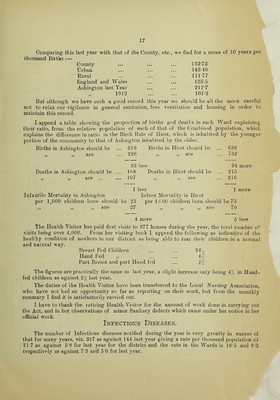 17
Comparing this last year with that of the County, etc., we find for a mean of 10 years per
thousand Births :—
County ... ... ... 133·73
Urban ... ... ... 143·10
Rural ... ... ... 111·77
England and Wales ... 125·5
Ashington last Year ... 212·7
„ 1912 ... 101·2
But although we have such a good record this year we should be all the more careful
not to relax our vigilance in general sanitation, free ventilation and housing in order to
maintain this record.
I append a table showing the proportion of births and deaths in each Ward explaining
their ratio, from the relative population of each of that of the Combined population, which
explains the difference in ratio in the Birth Rate of Hirst, which is inhabited by the younger
portion of the community to that of Ashington inhabited by the older.
Births in Ashington should be ... 319 Births in Hirst should be ... 638
„ „ are ... 226 „ „ are ... 732
93 less 94 more
Deaths in Ashington should be ... 108 Deaths in Hirst should be ... 215
„ „ are ... ... 107 „ „ are ... ... 216
1 less 1 more
Infantile Mortality in Ashington Infant Mortality in Hirst
per 1,000 children born should be 23 per 1,000 children born should be 75
„ „ „ are 27 „ „ „ are 70
4 more 5 less
The Health Visitor has paid first visits to 977 houses during the year, the total number of
visits being over 4,000. From her visiting book I append the following as indicative of the
healthy condition of mothers in our district as being able to rear their children in a normal
and natural way.
Breast Fed Children ... ... 94
Hand Fed ... ... 4
Part Breast and part Hand fed ... 7
The figures are practically the same as last year, a slight increase only being 4½ in Hand-
fed children as against 2½ last year.
The duties of the Health Visitor have been transferred to the Local Nursing Association,
who have not had an opportunity so far as reporting on their work, but from the monthly
summary I find it is satisfactorily carried out.
I have to thank the retiring Health Visitor for the amount of work done in carrying out
the Act, and in her observations of minor Sanitary defects which came under her notice in her
official work.
Infectious Diseases.
The number of Infectious diseases notified during the year is very greatly in excess of
that for many years, viz. 317 as against 114 last year giving a rate per thousand population of
11·7 as against 3·9 for last year for the district and the rate in the Wards is 10·5 and 6·2
respectively as against 7·5 and 5·0 for last year.